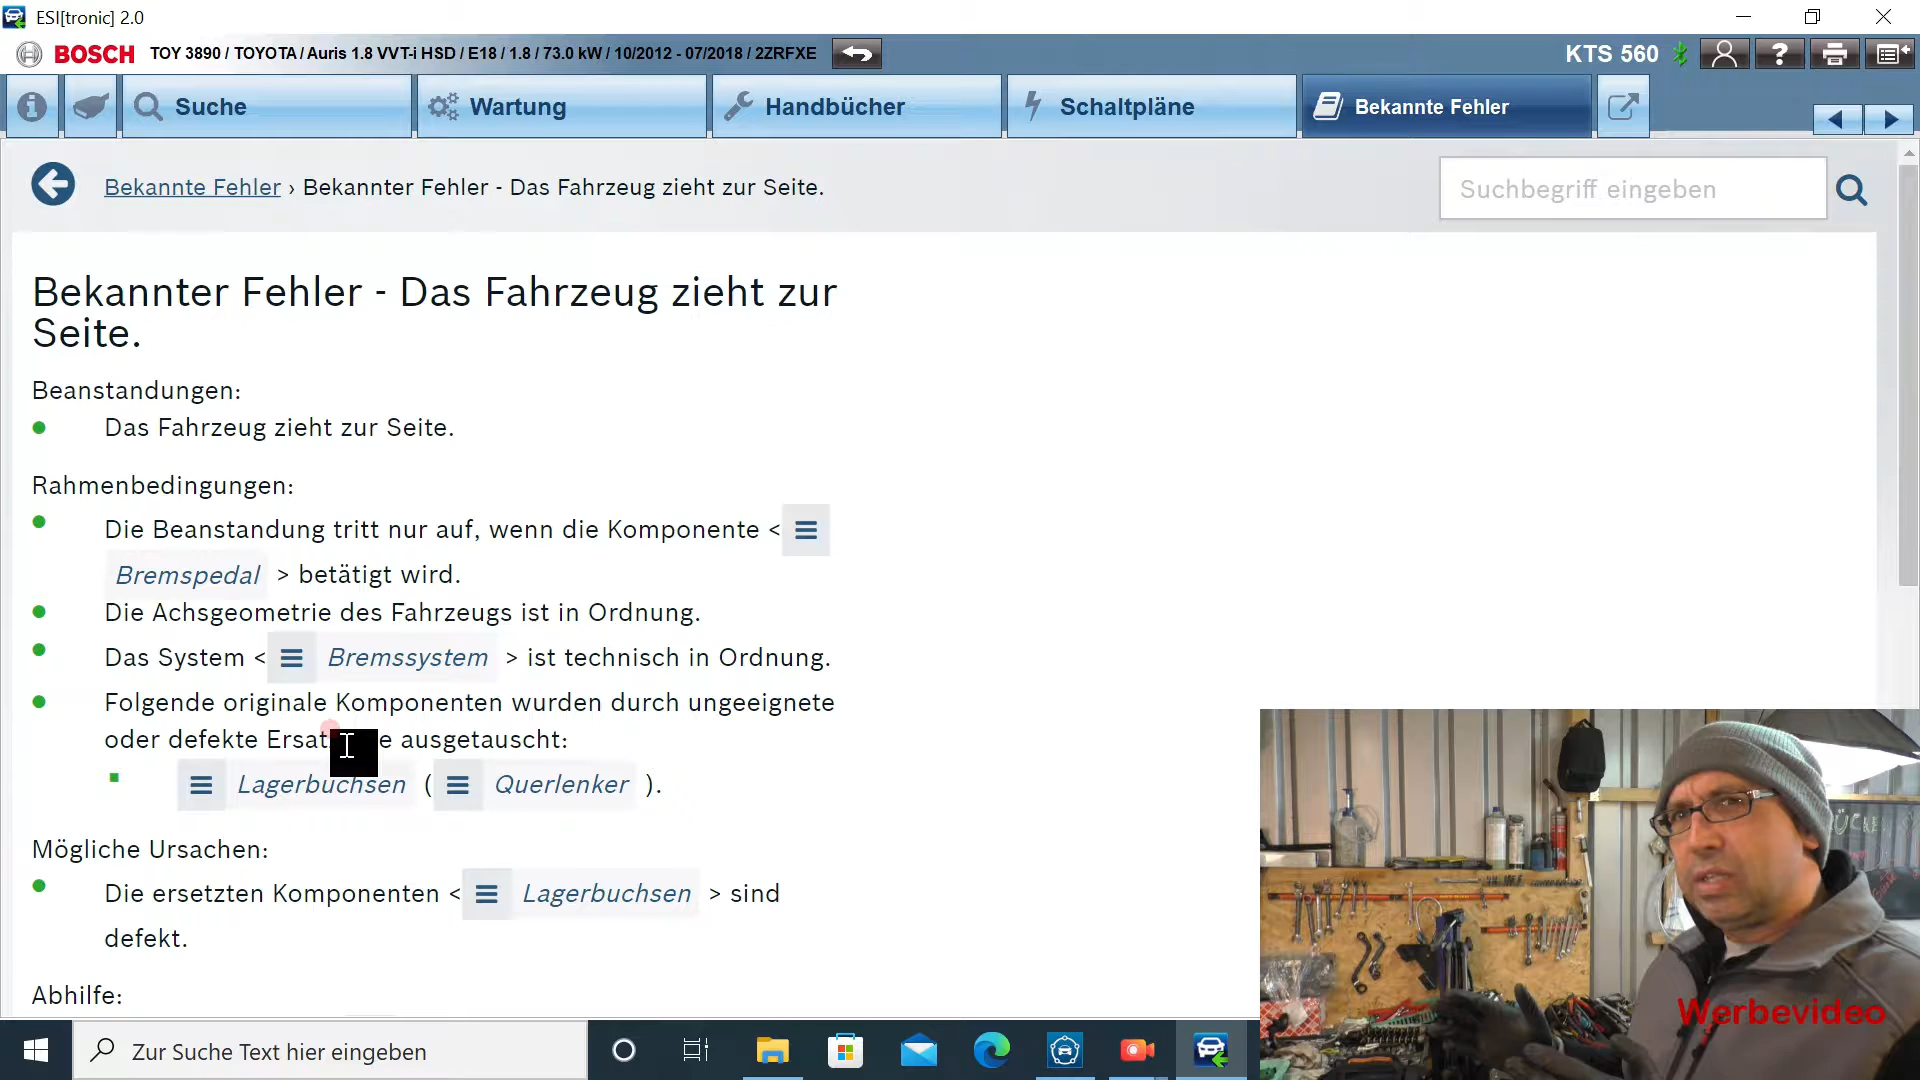 ESI[tronic] 2.0
BOSCH TOY 3890 / TOYOTA / Auris 1.8 VVT-i HSD / E18 / 1.8 / 73.0 kW / 10/2012 - 07/2018 / 2ZRFXE KTS 560 ?
Suche Wartung Handbücher Schaltpläne Bekannte Fehler
Bekannte Fehler › Bekannter Fehler - Das Fahrzeug zieht zur Seite. Suchbegriff eingeben
Bekannter Fehler - Das Fahrzeug zieht zur
Seite.
Beanstandungen:
Das Fahrzeug zieht zur Seite.
Rahmenbedingungen:
Die Beanstandung tritt nur auf, wenn die Komponente <
Bremspedal > betätigt wird.
Die Achsgeometrie des Fahrzeugs ist in Ordnung.
Das System < Bremssystem > ist technisch in Ordnung.
Folgende originale Komponenten wurden durch ungeeignete
oder defekte ausgetauscht:
Lagerbuchsen ( Querlenker ).
Mögliche Ursachen:
Die ersetzten Komponenten < Lagerbuchsen > sind
defekt.
Abhilfe:
Werbevideo
Zur Suche Text hier eingeben